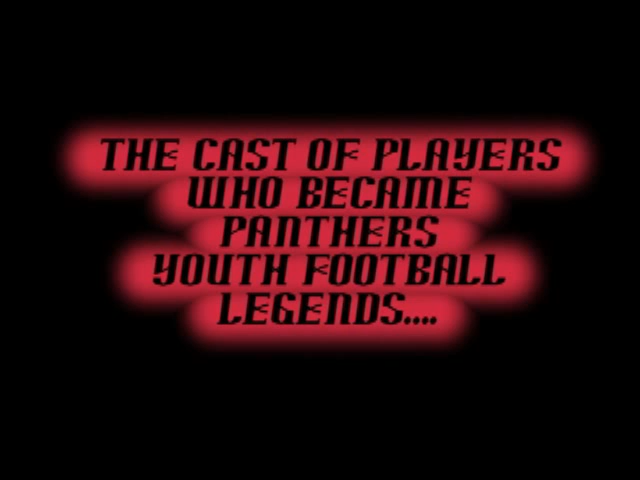 THE CAST OF PLAYERS
WHO BECAME
PANTHERS
YOUTH FOOTBALL
LEGENDS....